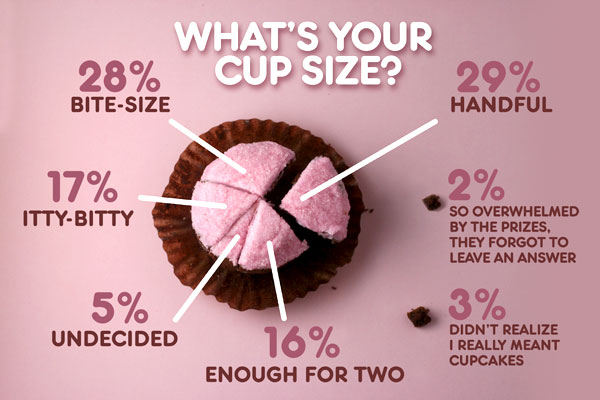 WHAT'S YOUR
CUP SIZE?
28%
BITE-SIZE
29%
HANDFUL
17%
ITTY-BITTY
2%
SO OVERWHELMED
BY THE PRIZES,
THEY FORGOT TO
LEAVE AN ANSWER
5%
UNDECIDED
16%
ENOUGH FOR TWO
3%
DIDN'T REALIZE
I REALLY MEANT
CUPCAKES